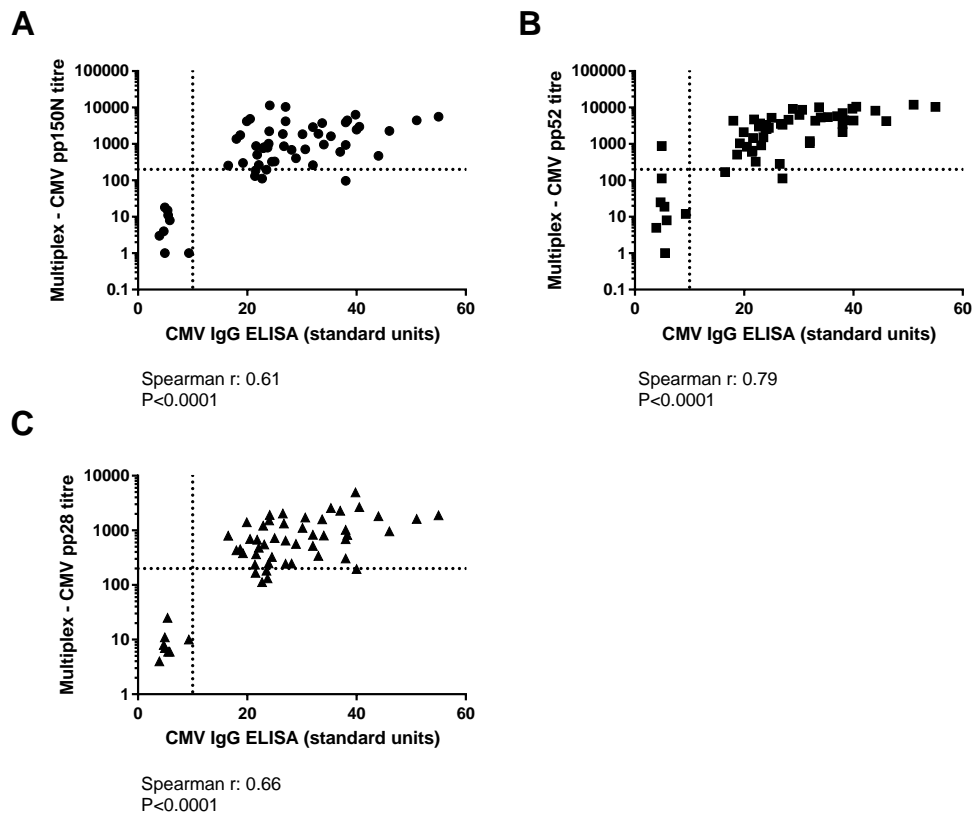 A
Multiplex - CMV pp150N titre
100000
10000
1000
100
10
1
0.1
0
20
40
60
CMV IgG ELISA (standard units)
Spearman r: 0.61
P<0.0001
B
Multiplex - CMV pp52 titre
100000
10000
1000
100
10
1
0.1
0
20
40
60
CMV IgG ELISA (standard units)
Spearman r: 0.79
P<0.0001
C
Multiplex - CMV pp28 titre
10000
1000
100
10
1
0
20
40
60
CMV IgG ELISA (standard units)
Spearman r: 0.66
P<0.0001